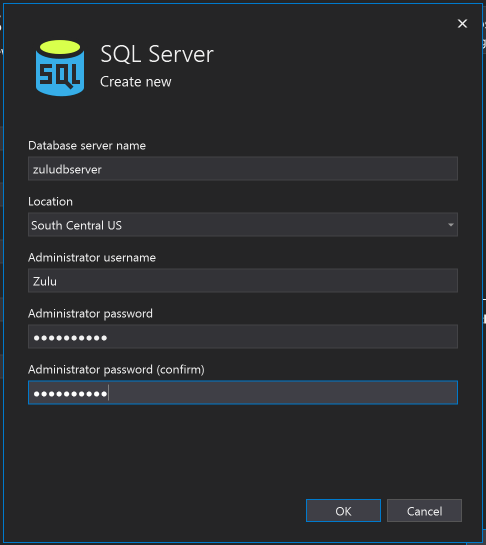 SQL
SQL Server
Create new
Database server name
zuludbserver
Location
South Central US
Administrator username
Zulu
Administrator password
●●●●●●●●●●
Administrator password (confirm)
●●●●●●●●●●
OK
Cancel